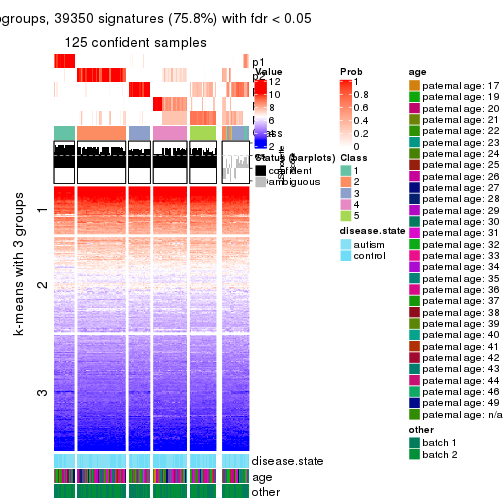 ogroups, 39350 signatures (75.8%) with fdr < 0.05
125 confident samples
p1
Class
k-means with 3 groups
1
2
3
disease.state
age
other
Value
12
10
8
6
4
2
Status (barplots)
confident
ambiguous
Silhouette
Prob
1
0.8
0.6
0.4
0.2
0
Class
1
2
3
4
5
disease.state
autism
control
age
paternal age: 17
paternal age: 19
paternal age: 20
paternal age: 21
paternal age: 22
paternal age: 23
paternal age: 24
paternal age: 25
paternal age: 26
paternal age: 27
paternal age: 28
paternal age: 29
paternal age: 30
paternal age: 31
paternal age: 32
paternal age: 33
paternal age: 34
paternal age: 35
paternal age: 36
paternal age: 37
paternal age: 38
paternal age: 39
paternal age: 40
paternal age: 41
paternal age: 42
paternal age: 43
paternal age: 44
paternal age: 46
paternal age: 49
paternal age: n/a
other
batch 1
batch 2